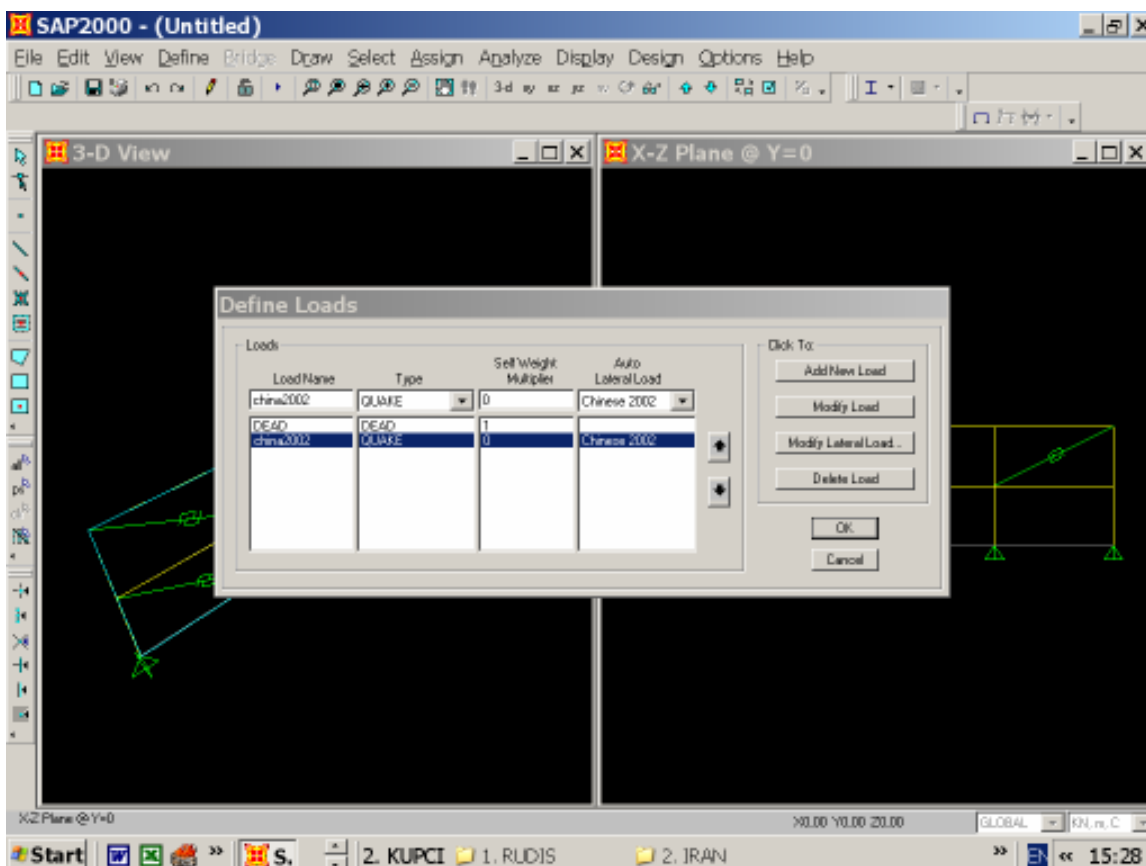 SAP2000 - (Untitled)
File Edit View Define Bridge Draw Select Assign Analyze Display Design Options Help
3-d xy xz yz
3-D View
X-Z Plane @ Y=0
Define Loads
Loads
Click To:
Load Name Type Self Weight Multiplier Auto Lateral Load
china2002 QUAKE 0 Chinese 2002
DEAD DEAD 1
china2002 QUAKE 0 Chinese 2002
Add New Load
Modify Load
Modify Lateral Load...
Delete Load
OK
Cancel
X-Z Plane @ Y=0 X0.00 Y0.00 Z0.00 GLOBAL KN, m, C
Start S. 2. KUPCI 1. RUDIS 2. IRAN EN 15:29